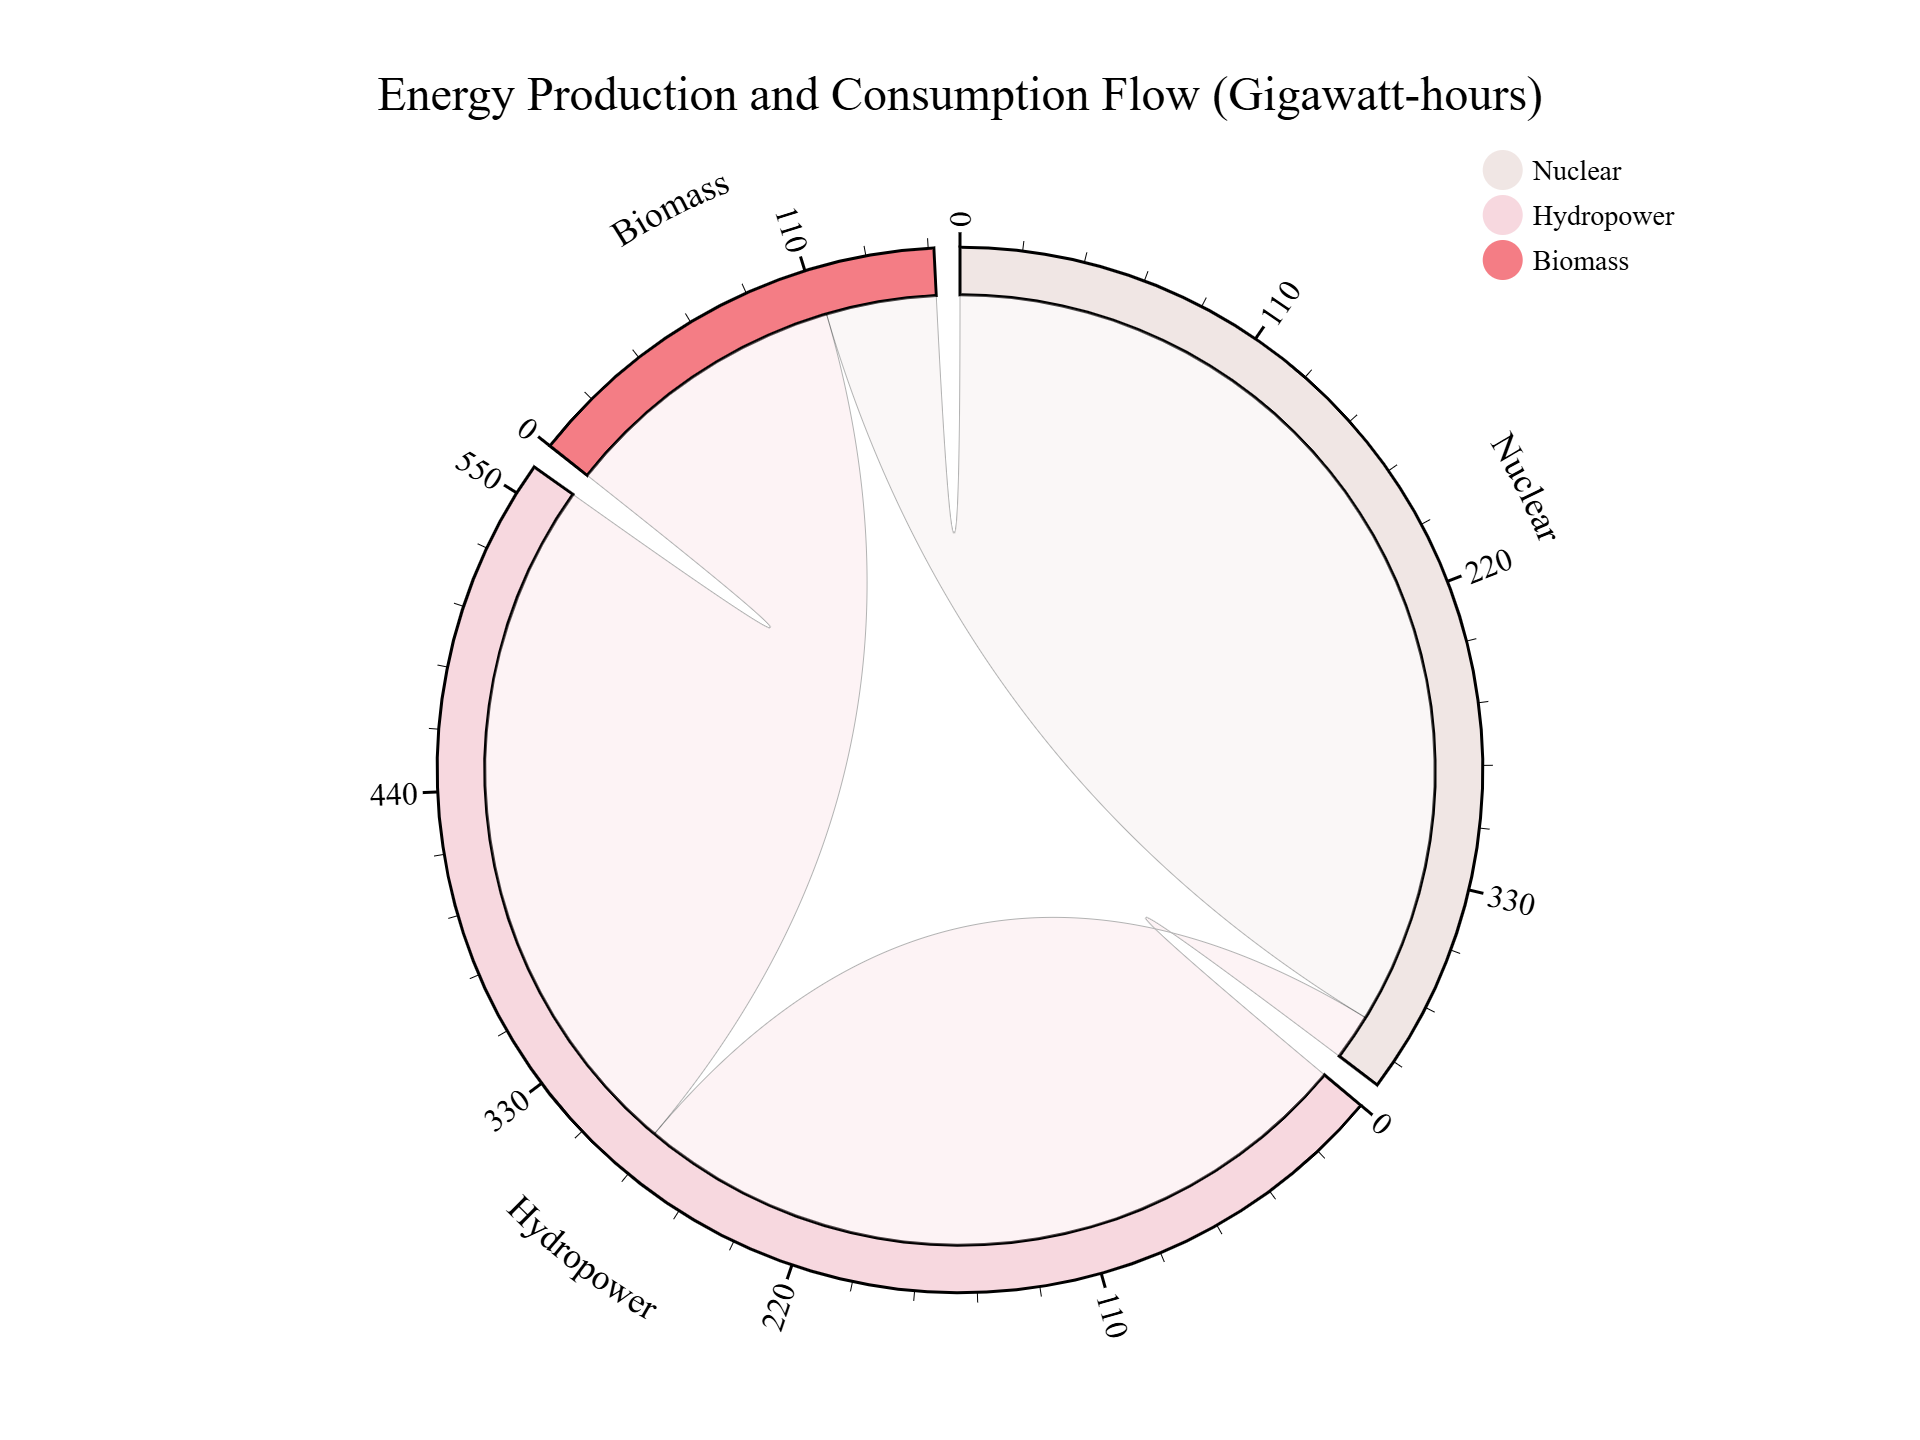 Energy Production and Consumption Flow (Gigawatt-hours)
Nuclear
Hydropower
Biomass
0
110
220
330
Nuclear
0
110
220
330
440
550
Hydropower
0
110
Biomass